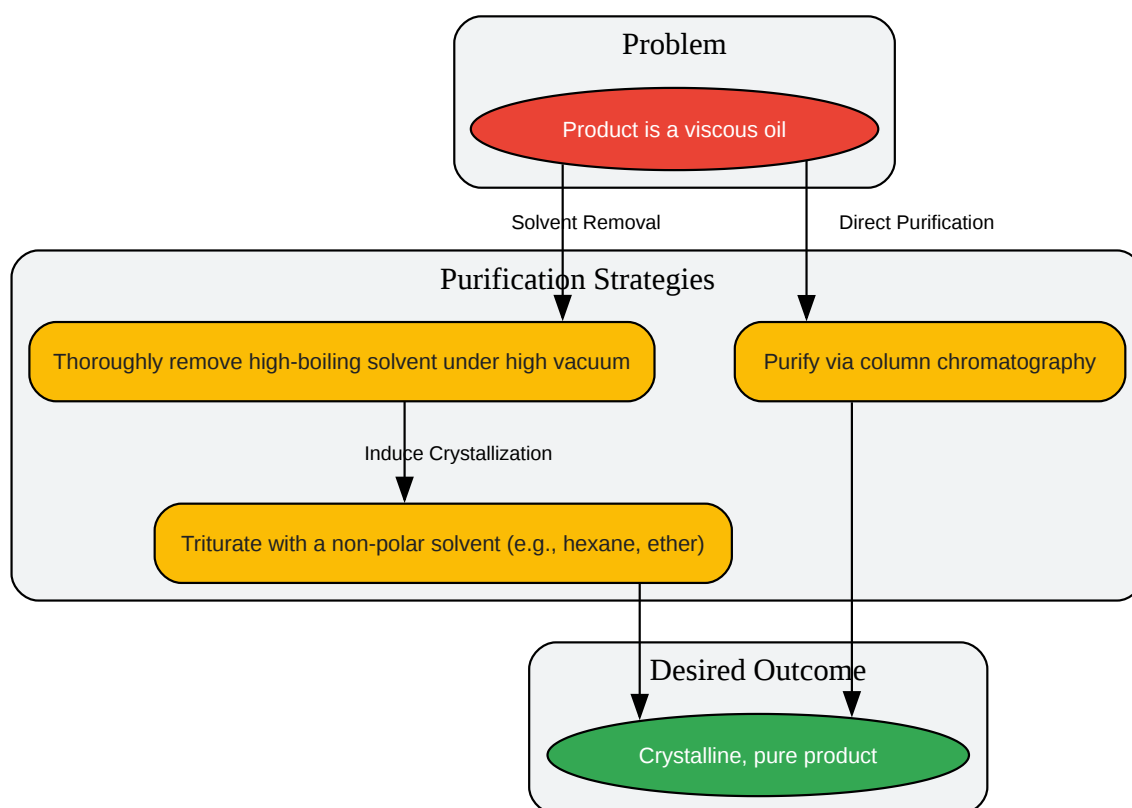 Problem
Product is a viscous oil
Solvent Removal
Direct Purification
Purification Strategies
Thoroughly remove high-boiling solvent under high vacuum
Purify via column chromatography
Induce Crystallization
Triturate with a non-polar solvent (e.g., hexane, ether)
Desired Outcome
Crystalline, pure product